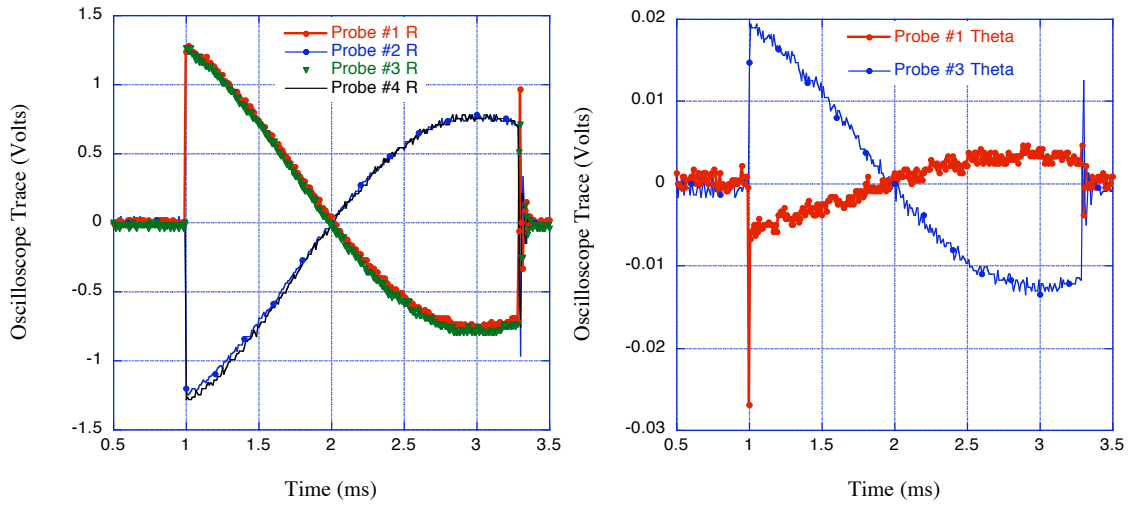 Oscilloscope Trace (Volts)
1.5
1
0.5
0
-0.5
-1
-1.5
Probe #1 R
Probe #2 R
Probe #3 R
Probe #4 R
0.5 1 1.5 2 2.5 3 3.5
Time (ms)
Oscilloscope Trace (Volts)
0.02
0.01
0
-0.01
-0.02
-0.03
Probe #1 Theta
Probe #3 Theta
0.5 1 1.5 2 2.5 3 3.5
Time (ms)